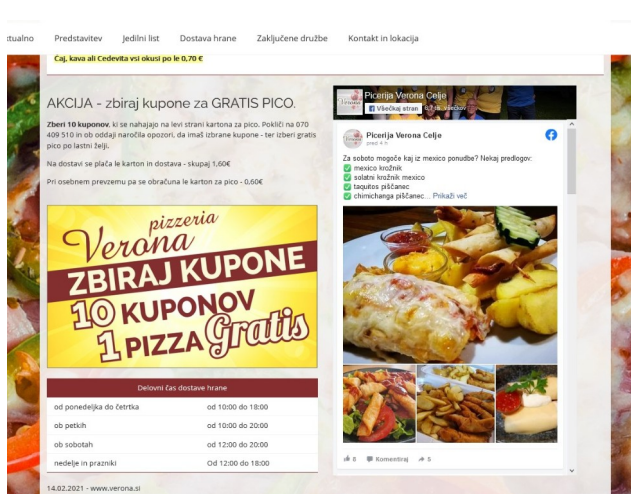 Predstavitev Jedilni list Dostava hrane Zaključene družbe Kontakt in lokacija
Čaj, kava ali Cedevita vsi okusi po le 0,70 €
AKCIJA - zbiraj kupone za GRATIS PICO.
Zberi 10 kuponov, ki se nahajajo na levi strani kartona za pico. Pokliči na 070
409 510 in ob oddaji naročila opozori, da imaš izbrane kupone - ter izberi gratis
pico po lastni želji.
Na dostavi se plača le karton in dostava - skupaj 1,60€
Pri osebnem prevzemu pa se obračuna le karton za pico - 0,60€
pizzeria
Verona
ZBIRAJ KUPONE
10 KUPONOV
1 PIZZA Gratis
Delovni čas dostave hrane
od ponedeljka do četrtka od 10:00 do 18:00
ob petkih od 10:00 do 20:00
ob sobotah od 12:00 do 20:00
nedelje in prazniki Od 12:00 do 18:00
14.02.2021 - www.verona.si
Picerija Verona Celje
Všečkaj stran
Picerija Verona Celje
pred 4 h
Za soboto mogoče kaj iz mexico ponudbe? Nekaj predlogov:
✅ mexico krožnik
✅ solatni krožnik mexico
✅ taquitos piščanec
✅ chimichanga piščanec... Prikaži več
8 Komentiraj 5